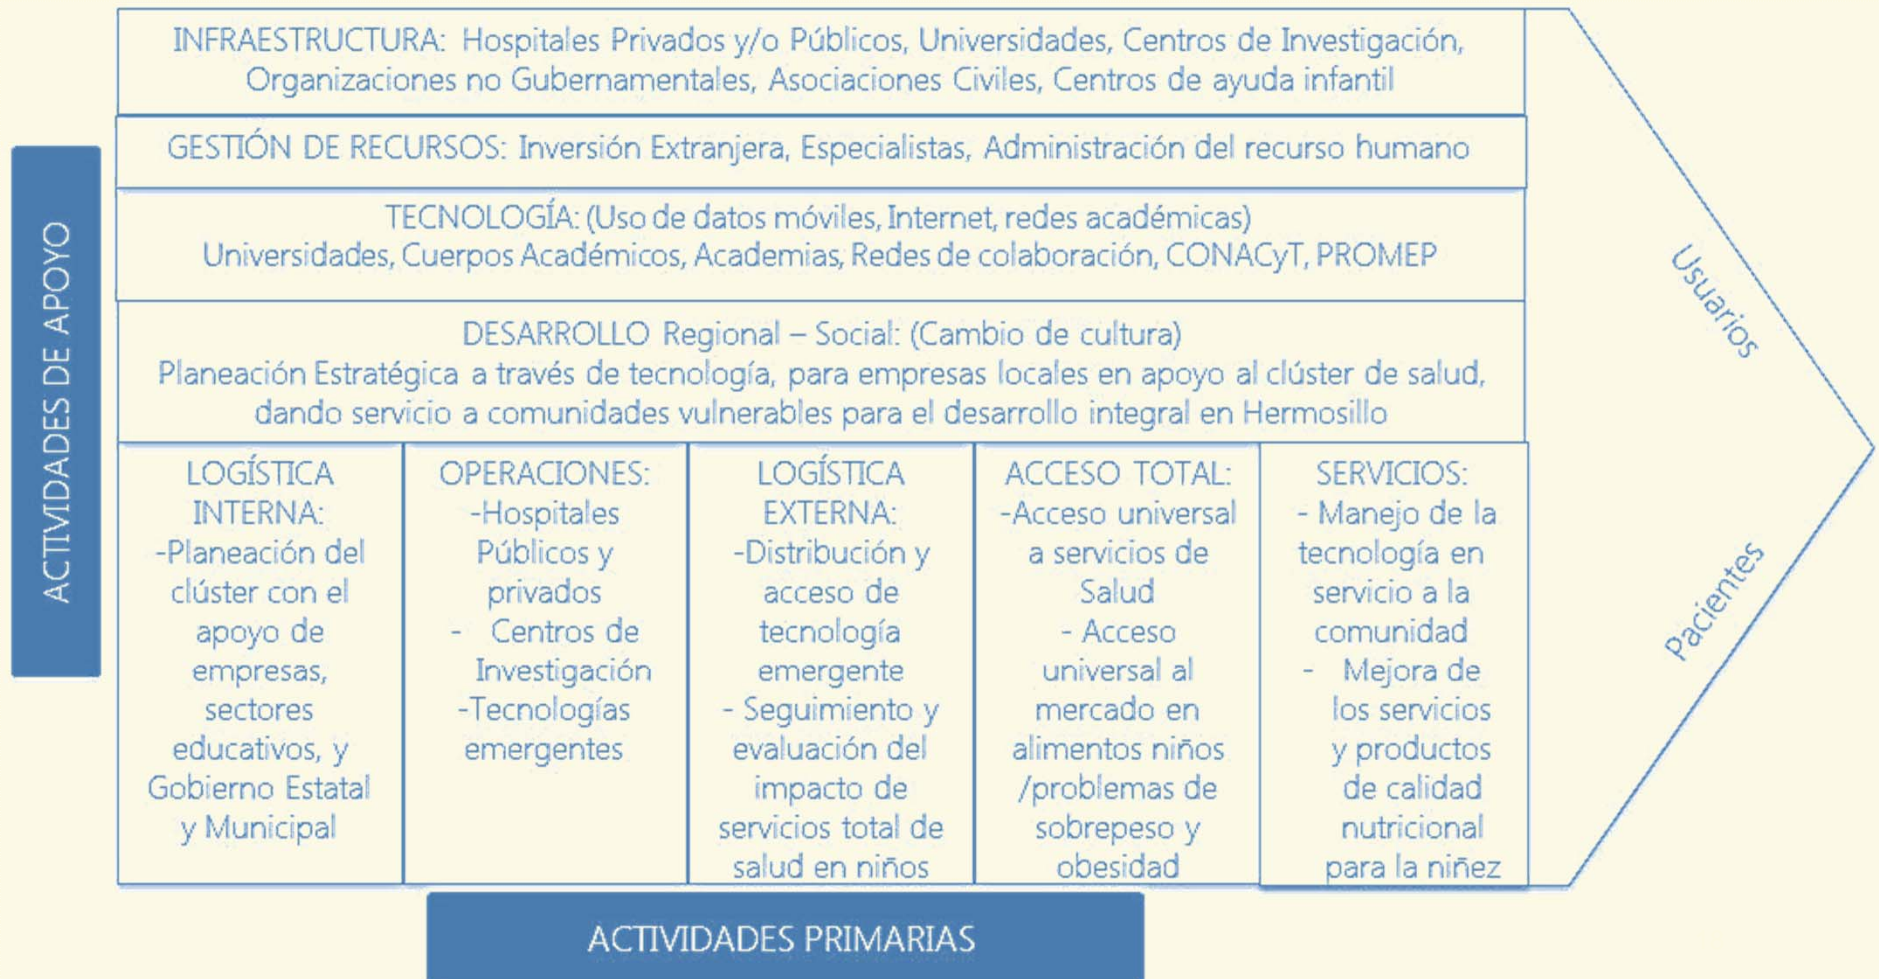 INFRAESTRUCTURA: Hospitales Privados y/o Públicos, Universidades, Centros de Investigación,
Organizaciones no Gubernamentales, Asociaciones Civiles, Centros de ayuda infantil
GESTIÓN DE RECURSOS: Inversión Extranjera, Especialistas, Administración del recurso humano
TECNOLOGÍA: (Uso de datos móviles, Internet, redes académicas)
Universidades, Cuerpos Académicos, Academias, Redes de colaboración, CONACyT, PROMEP
DESARROLLO Regional – Social: (Cambio de cultura)
Planeación Estratégica a través de tecnología, para empresas locales en apoyo al clúster de salud,
dando servicio a comunidades vulnerables para el desarrollo integral en Hermosillo
ACTIVIDADES DE APOYO
LOGÍSTICA
INTERNA:
-Planeación del
clúster con el
apoyo de
empresas,
sectores
educativos, y
Gobierno Estatal
y Municipal
OPERACIONES:
-Hospitales
Públicos y
privados
- Centros de
Investigación
-Tecnologías
emergentes
LOGÍSTICA
EXTERNA:
-Distribución y
acceso de
tecnología
emergente
- Seguimiento y
evaluación del
impacto de
servicios total de
salud en niños
ACCESO TOTAL:
-Acceso universal
a servicios de
Salud
- Acceso
universal al
mercado en
alimentos niños
/problemas de
sobrepeso y
obesidad
SERVICIOS:
- Manejo de la
tecnología en
servicio a la
comunidad
- Mejora de
los servicios
y productos
de calidad
nutricional
para la niñez
Usuarios
Pacientes
ACTIVIDADES PRIMARIAS